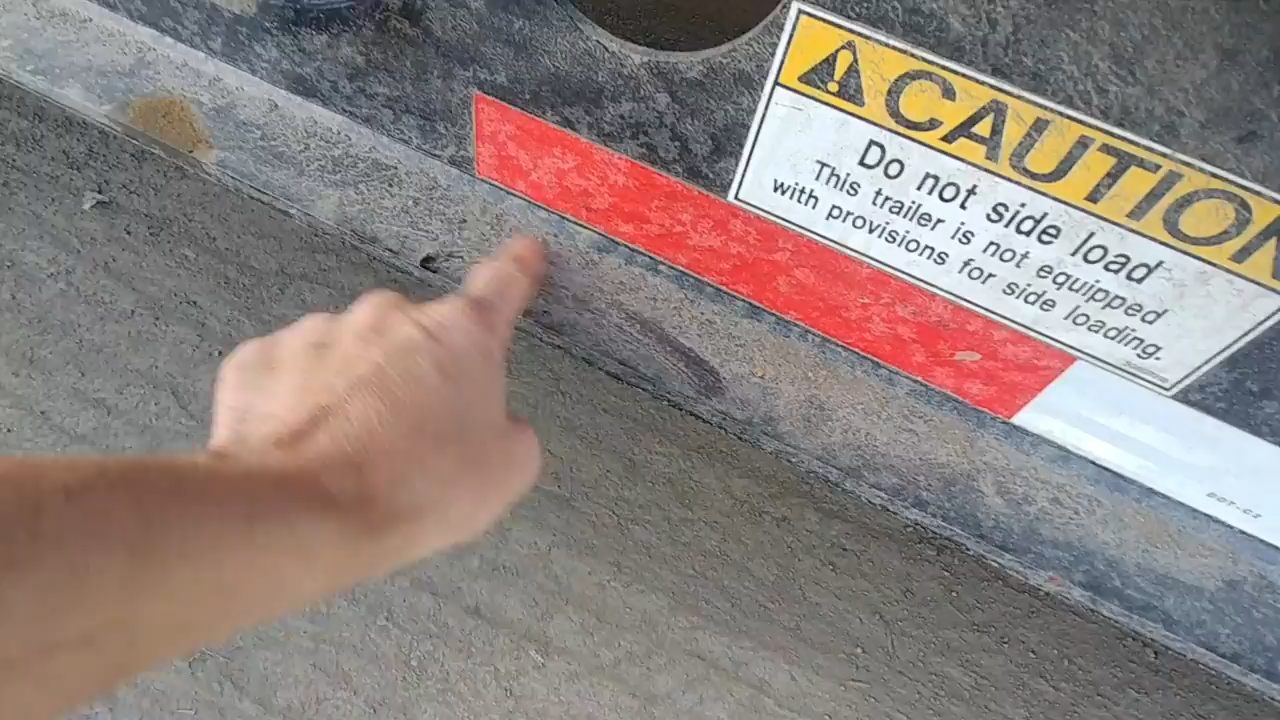 CAUTION
Do not side load
This trailer is not equipped
with provisions for side loading.
DOT-C2